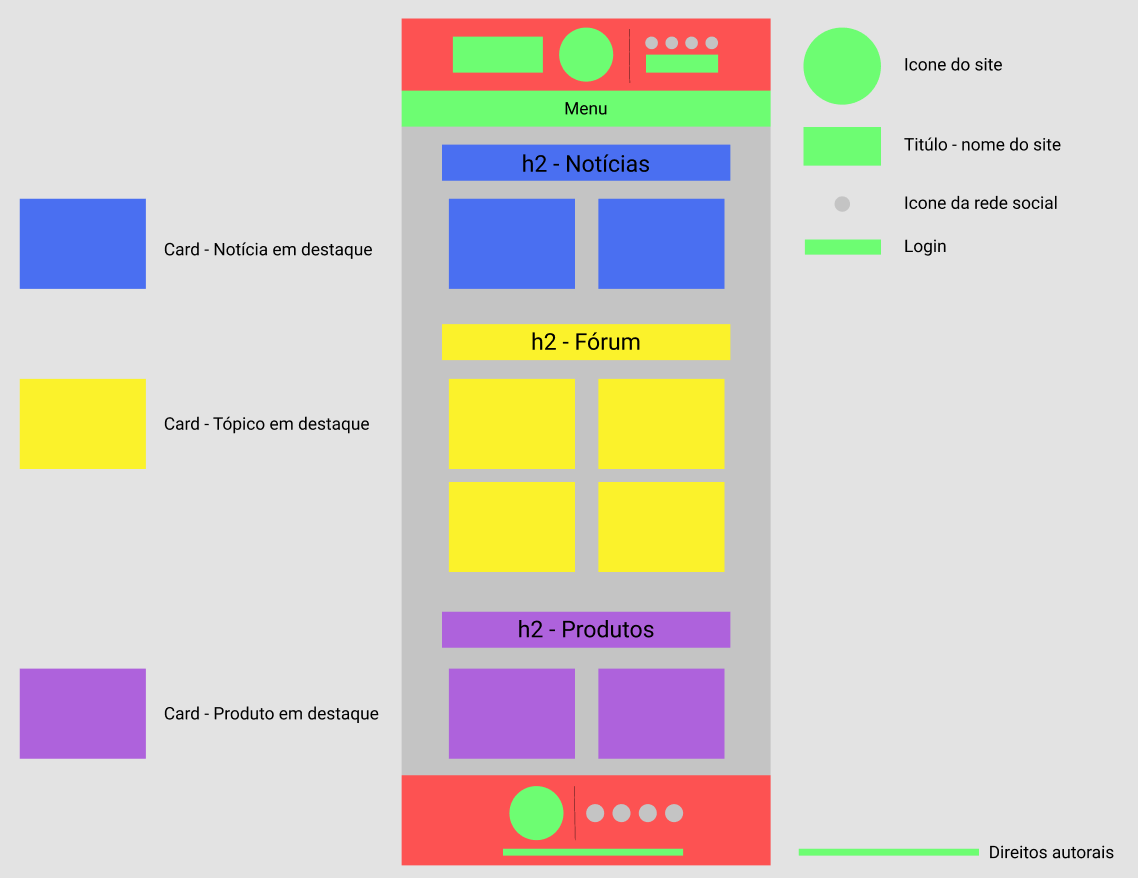 Menu
h2 - Notícias
h2 - Fórum
h2 - Produtos
Card - Notícia em destaque
Card - Tópico em destaque
Card - Produto em destaque
Icone do site
Titúlo - nome do site
Icone da rede social
Login
Direitos autorais